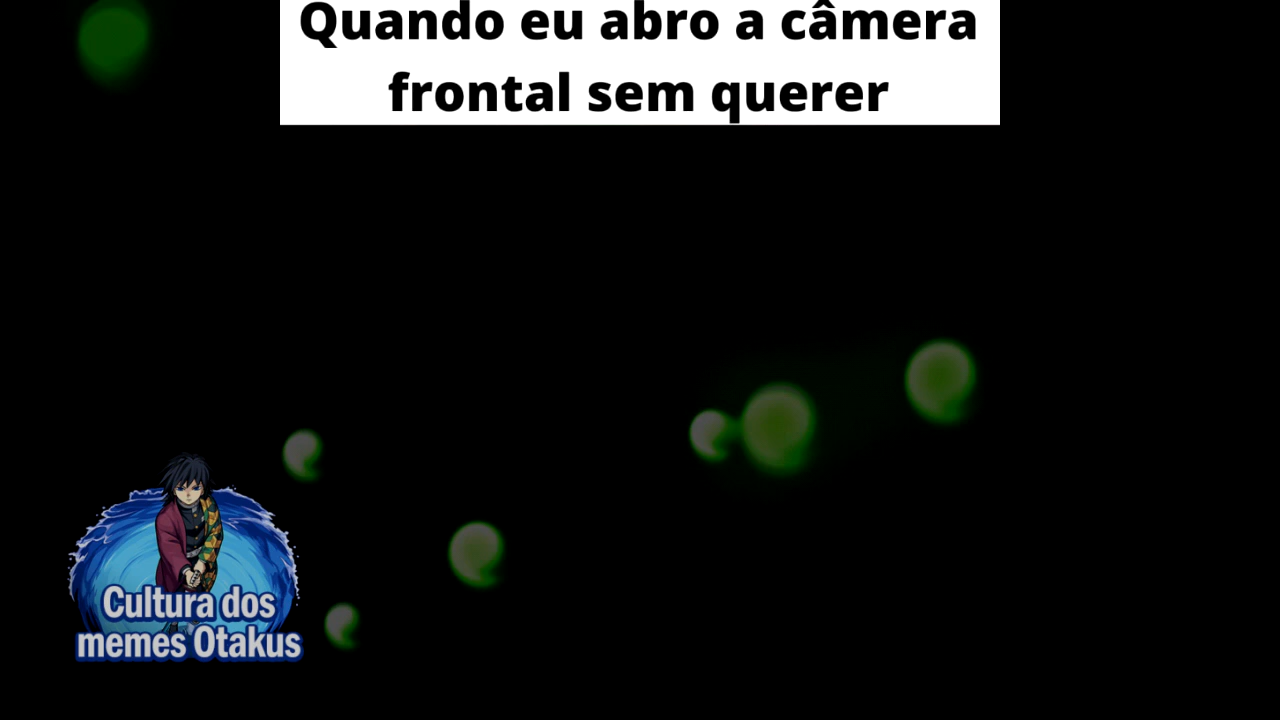 Quando eu abro a câmera
frontal sem querer
Cultura dos
memes Otakus